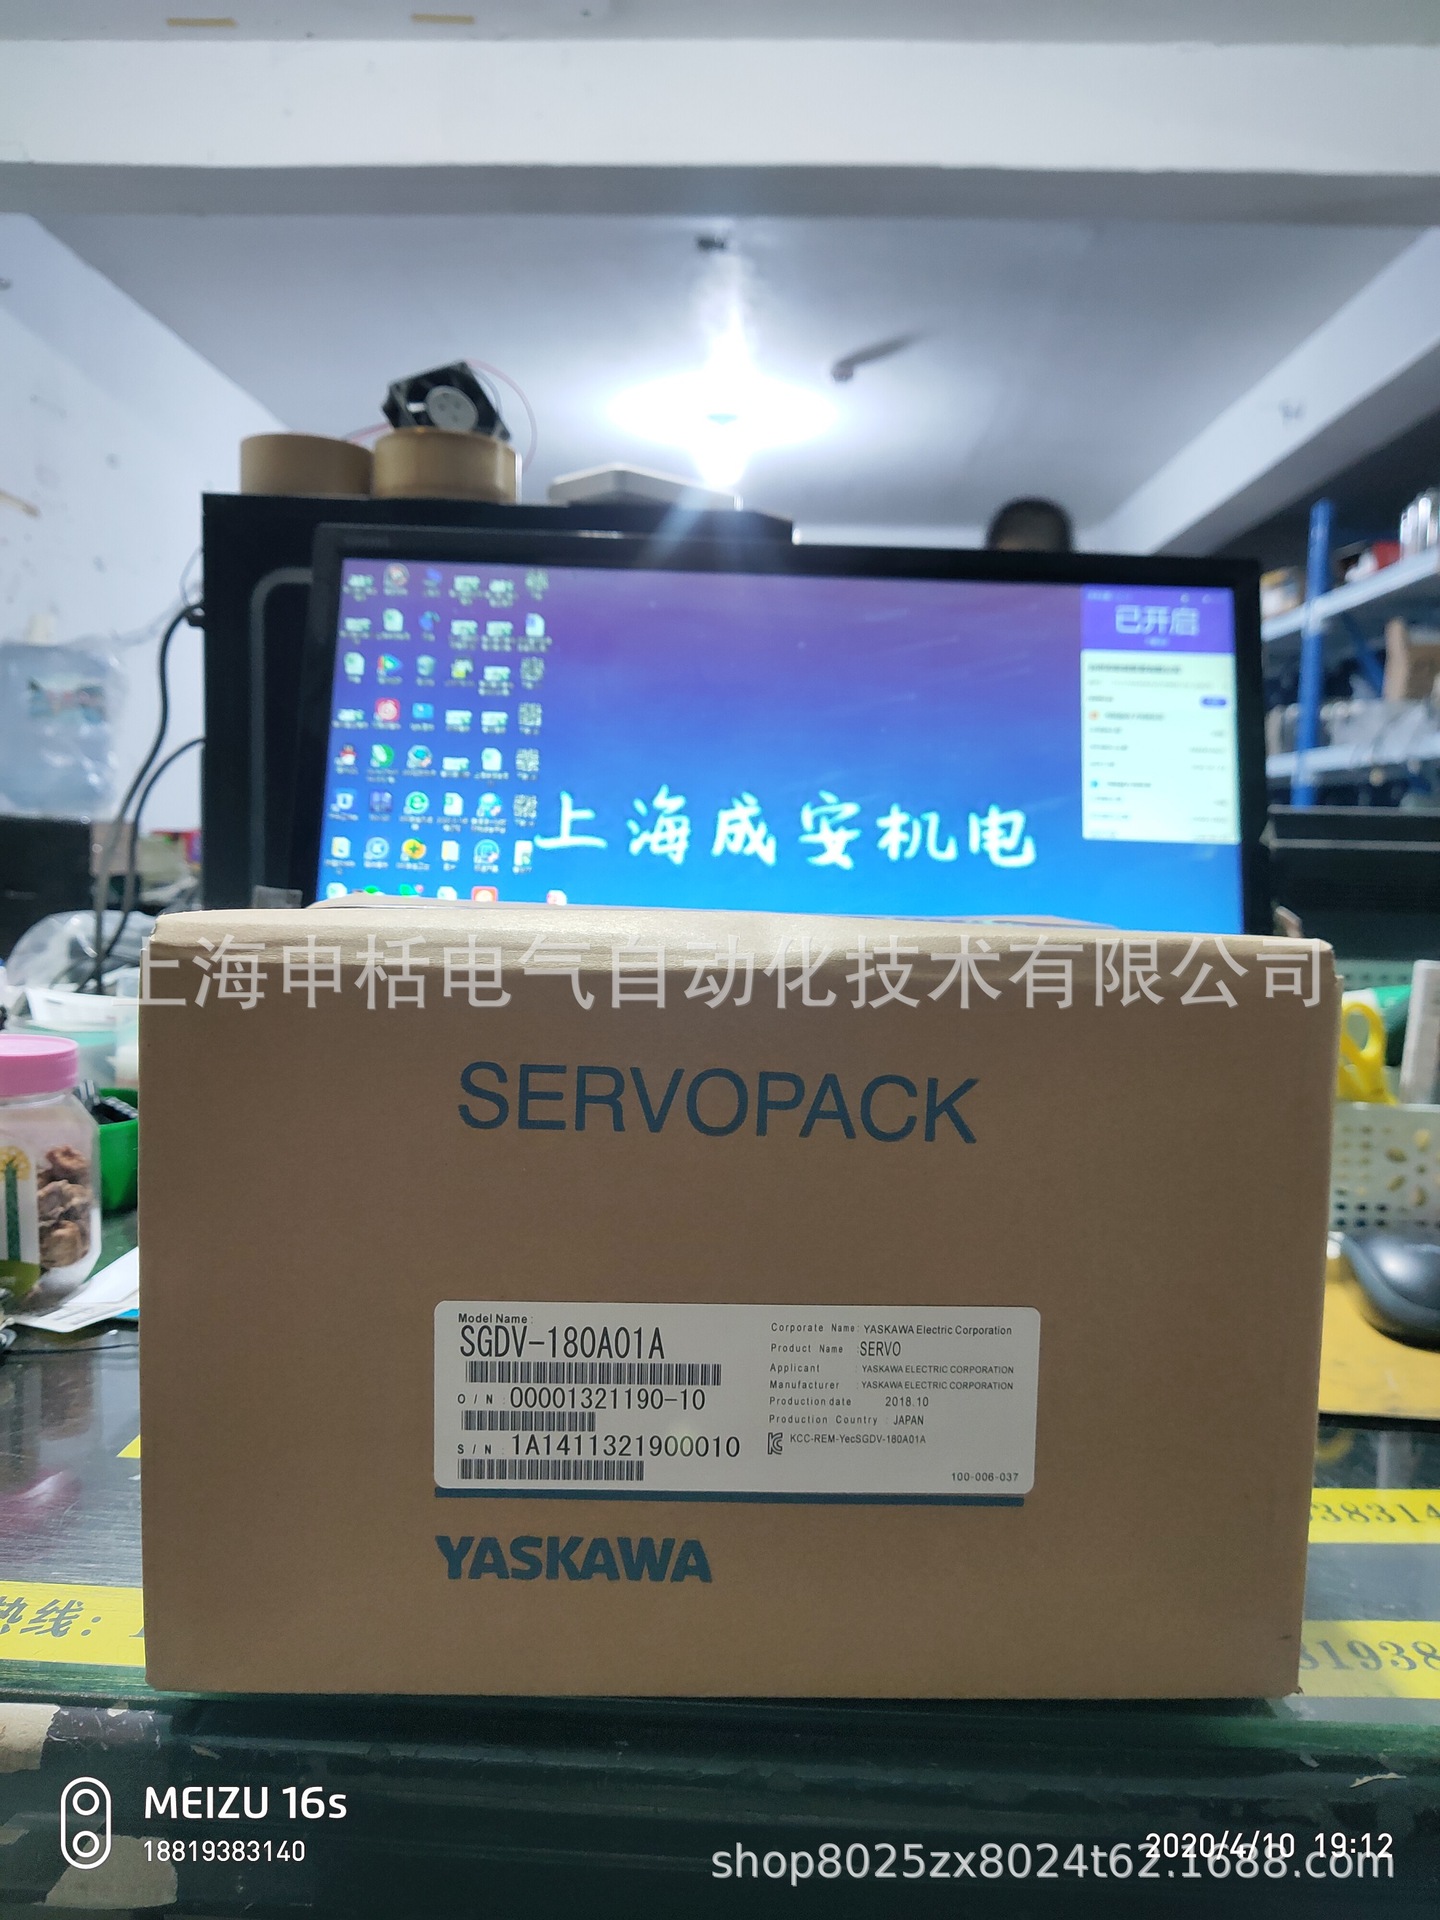 已开启
上海成安机电
上海申栝电气自动化技术有限公司
SERVOPACK
Model Name:
SGDV-180A01A
O/N 00001321190-10
S/N 1A1411321900010
Corporate Name: YASKAWA Electric Corporation
Product Name :SERVO
Applicant : YASKAWA ELECTRIC CORPORATION
Manufacturer : YASKAWA ELECTRIC CORPORATION
Production date 2018.10
Production Country : JAPAN
KCC-REM-YecSGDV-180A01A
100-006-037
YASKAWA
热线:
MEIZU 16s
18819383140
2020/4/10 19:12
shop8025zx8024t62.1688.com